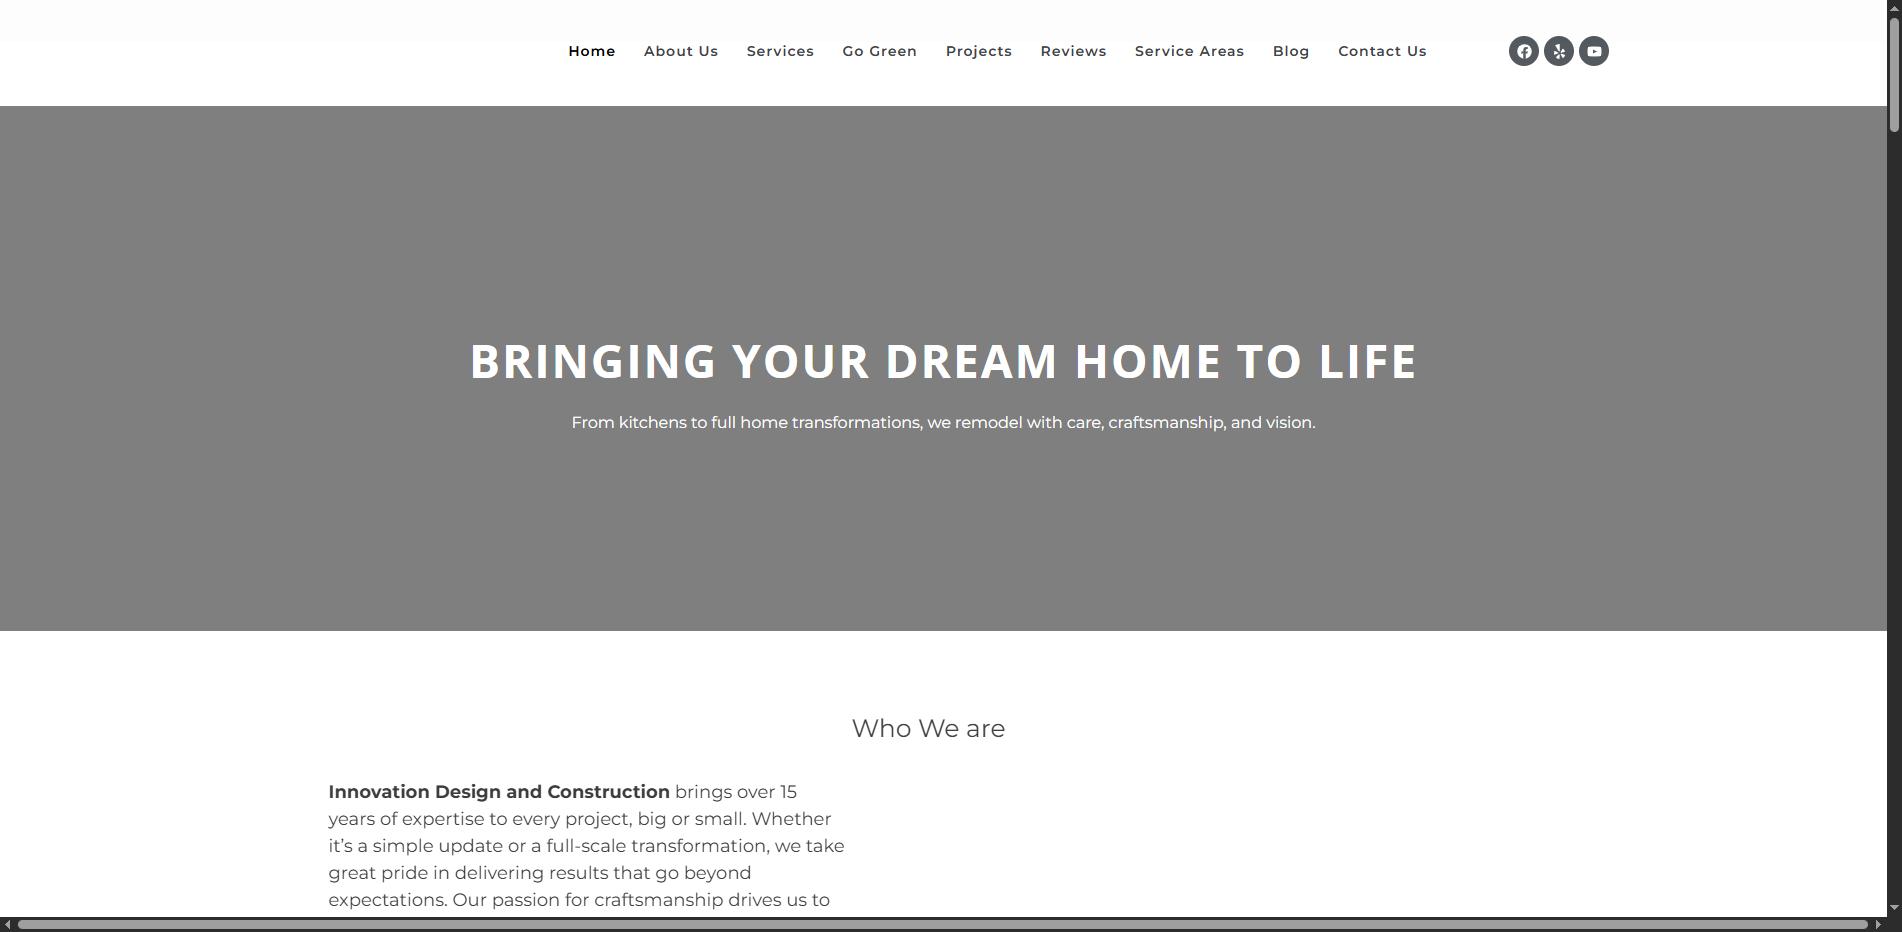 Home About Us Services Go Green Projects Reviews Service Areas Blog Contact Us
BRINGING YOUR DREAM HOME TO LIFE
From kitchens to full home transformations, we remodel with care, craftsmanship, and vision.
Who We are
Innovation Design and Construction brings over 15
years of expertise to every project, big or small. Whether
it’s a simple update or a full-scale transformation, we take
great pride in delivering results that go beyond
expectations. Our passion for craftsmanship drives us to